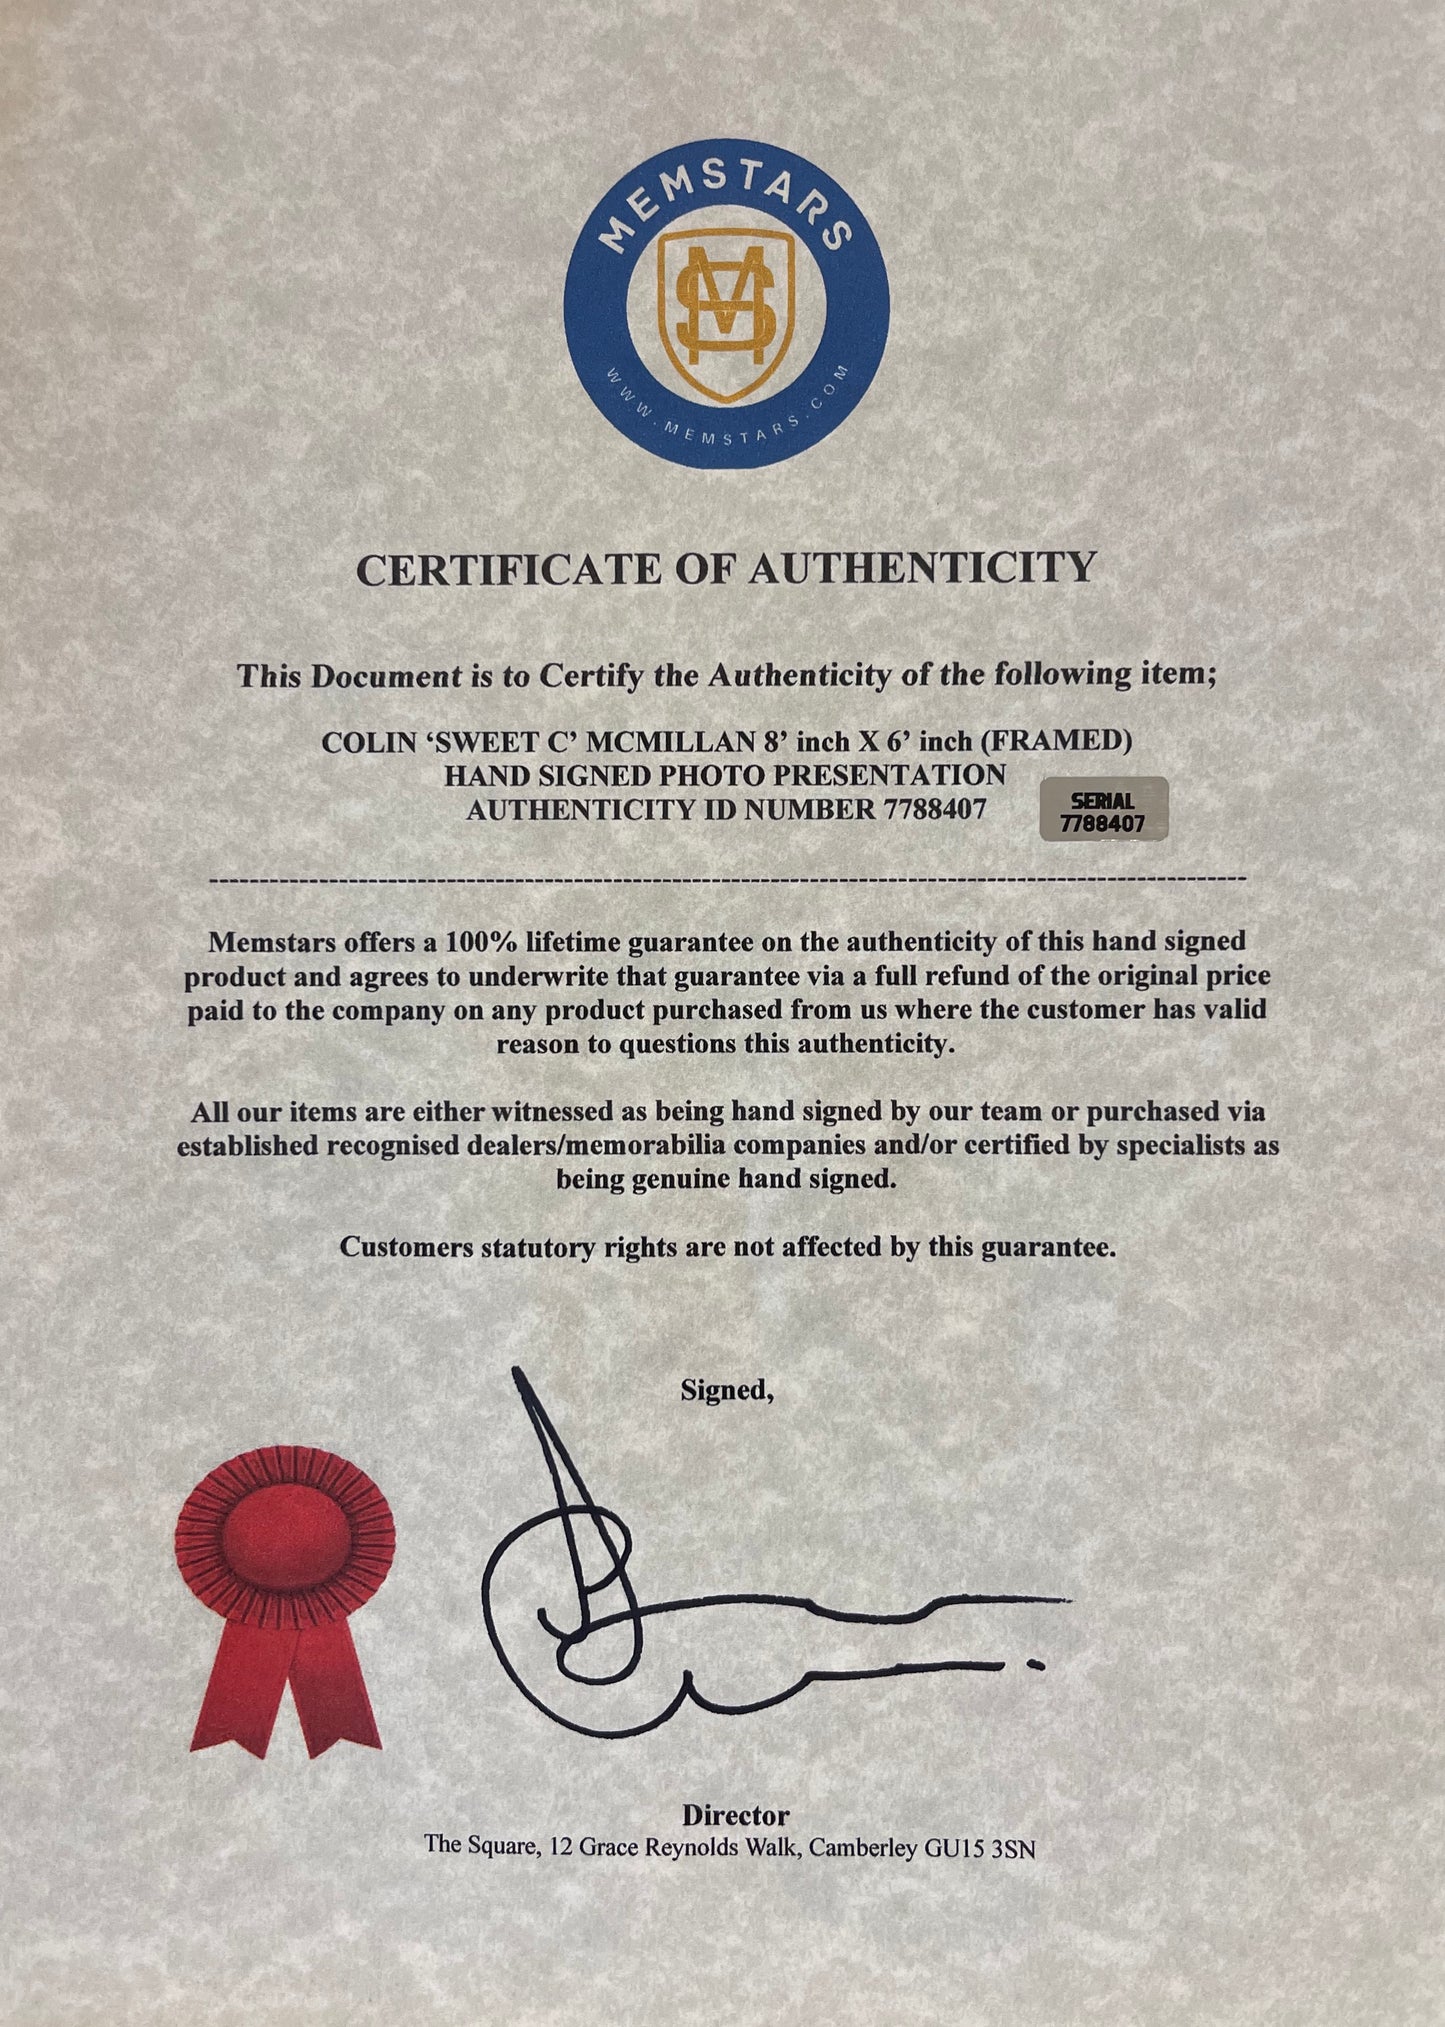 MEMSTARS
MS
WWW.MEMSTARS.COM
CERTIFICATE OF AUTHENTICITY
This Document is to Certify the Authenticity of the following item;
COLIN ‘SWEET C’ MCMILLAN 8’ inch X 6’ inch (FRAMED)
HAND SIGNED PHOTO PRESENTATION
AUTHENTICITY ID NUMBER 7788407
SERIAL
7788407
Memstars offers a 100% lifetime guarantee on the authenticity of this hand signed
product and agrees to underwrite that guarantee via a full refund of the original price
paid to the company on any product purchased from us where the customer has valid
reason to questions this authenticity.
All our items are either witnessed as being hand signed by our team or purchased via
established recognised dealers/memorabilia companies and/or certified by specialists as
being genuine hand signed.
Customers statutory rights are not affected by this guarantee.
Signed,
Director
The Square, 12 Grace Reynolds Walk, Camberley GU15 3SN